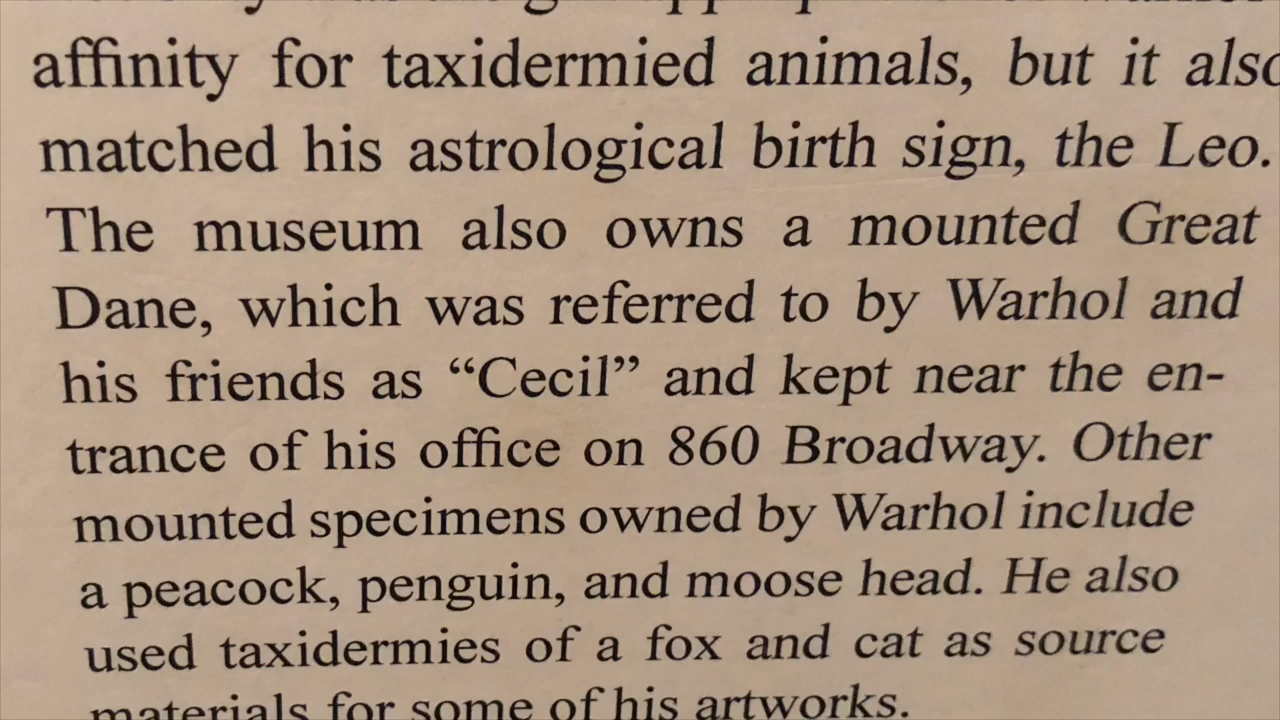 affinity for taxidermied animals, but it also
matched his astrological birth sign, the Leo.
The museum also owns a mounted Great
Dane, which was referred to by Warhol and
his friends as “Cecil” and kept near the en-
trance of his office on 860 Broadway. Other
mounted specimens owned by Warhol include
a peacock, penguin, and moose head. He also
used taxidermies of a fox and cat as source
materials for some of his artworks.